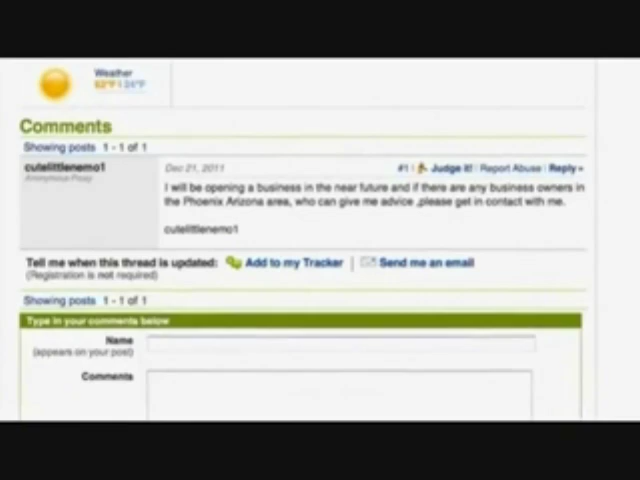 Weather
52°F | 24°F
Comments
Showing posts 1 - 1 of 1
cutelittlenemo1
Dec 21, 2011
#1 | Judge it! | Report Abuse | Reply »
I will be opening a business in the near future and if there are any business owners in
the Phoenix Arizona area, who can give me advice ,please get in contact with me.
cutelittlenemo1
Tell me when this thread is updated: Add to my Tracker | Send me an email
(Registration is not required)
Showing posts 1 - 1 of 1
Type in your comments below
Name
(appears on your post)
Comments